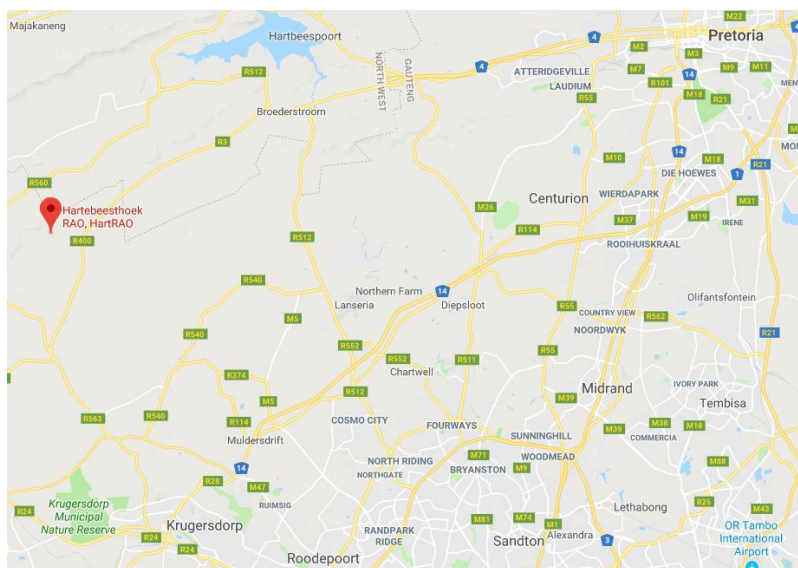 M22
Majakaneng
Hartbeespoort
Pretoria
4
M2
M3
4
14
R512
NORTH WEST
GAUTENG
ATTERIDGEVILLE
LAUDIUM
M7
R101
M9
M11
M18
MEN
R55
R21
Broederstroom
R3
M10
14
M18
MO
R560
DIE HOEWES
R21
1
Hartebeesthoek
RAO, HartRAO
Centurion
WIERDAPARK
M31
M26
M37
M19
IRENE
R400
R512
R114
ROOIHUISKRAAL
R540
Northern Farm
14
Lanseria
Diepsloot
R55
Olifantsfontein
M5
COUNTRY VIEW
R562
R540
NOORDWYK
R21
R552
R552
R511
R55
R374
Chartwell
Midrand
IVORY PARK
M5
R512
M39
Tembisa
R563
R540
R114
COSMO CITY
FOURWAYS
M39
M38
M18
Muldersdrift
SUNNINGHILL
COMMERCIA
M71
WOODMEAD
14
NORTH RIDING
BRYANSTON
M9
M88
R28
M47
NORTHGATE
Krugersdorp
Municipal
Nature Reserve
RUIMSIG
R25
R24
Lethabong
M43
Krugersdorp
M81
M74
M1
OR Tambo
International
Airport
R24
RANDPARK
RIDGE
R24
Sandton
Alexandra
3
Roodepoort